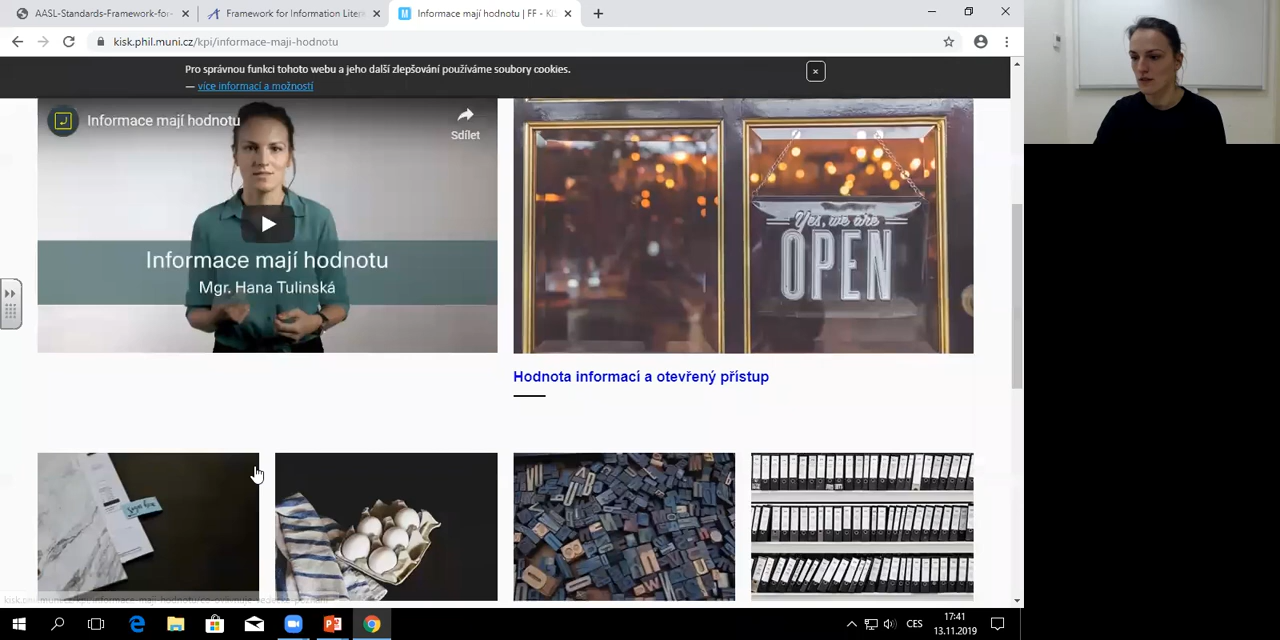 AASL-Standards-Framework-for-
Framework for Information Liter
Informace mají hodnotu | FF - KI
kisk.phil.muni.cz/kpi/informace-maji-hodnotu
Pro správnou funkci tohoto webu a jeho další zlepšování používáme soubory cookies.
— více informací a možností
Informace mají hodnotu
Sdílet
Informace mají hodnotu
Mgr. Hana Tulinská
Yes, we are
OPEN
Hodnota informací a otevřený přístup
CES
17:41
13.11.2019